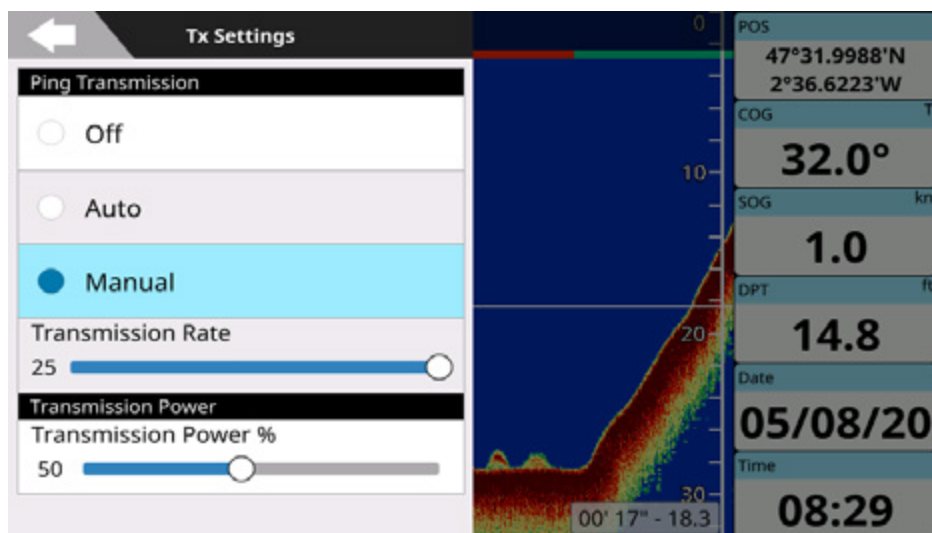 Tx Settings
Ping Transmission
Off
Auto
Manual
Transmission Rate
25
Transmission Power
Transmission Power %
50
0
10
20
30
00' 17" - 18.3
POS
47°31.9988'N
2°36.6223'W
COG T
32.0°
SOG kn
1.0
DPT ft
14.8
Date
05/08/20
Time
08:29